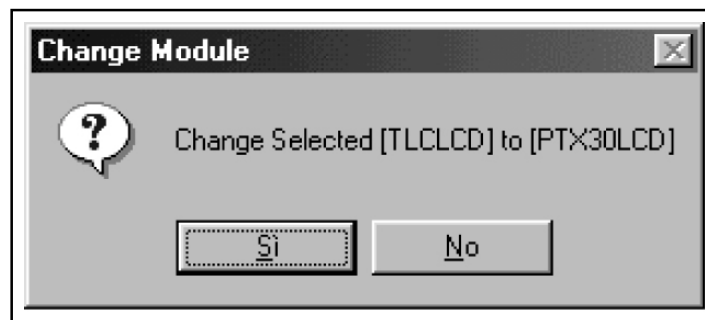 Change Module
?
Change Selected [TLCLCD] to [PTX30LCD]
Sì
No